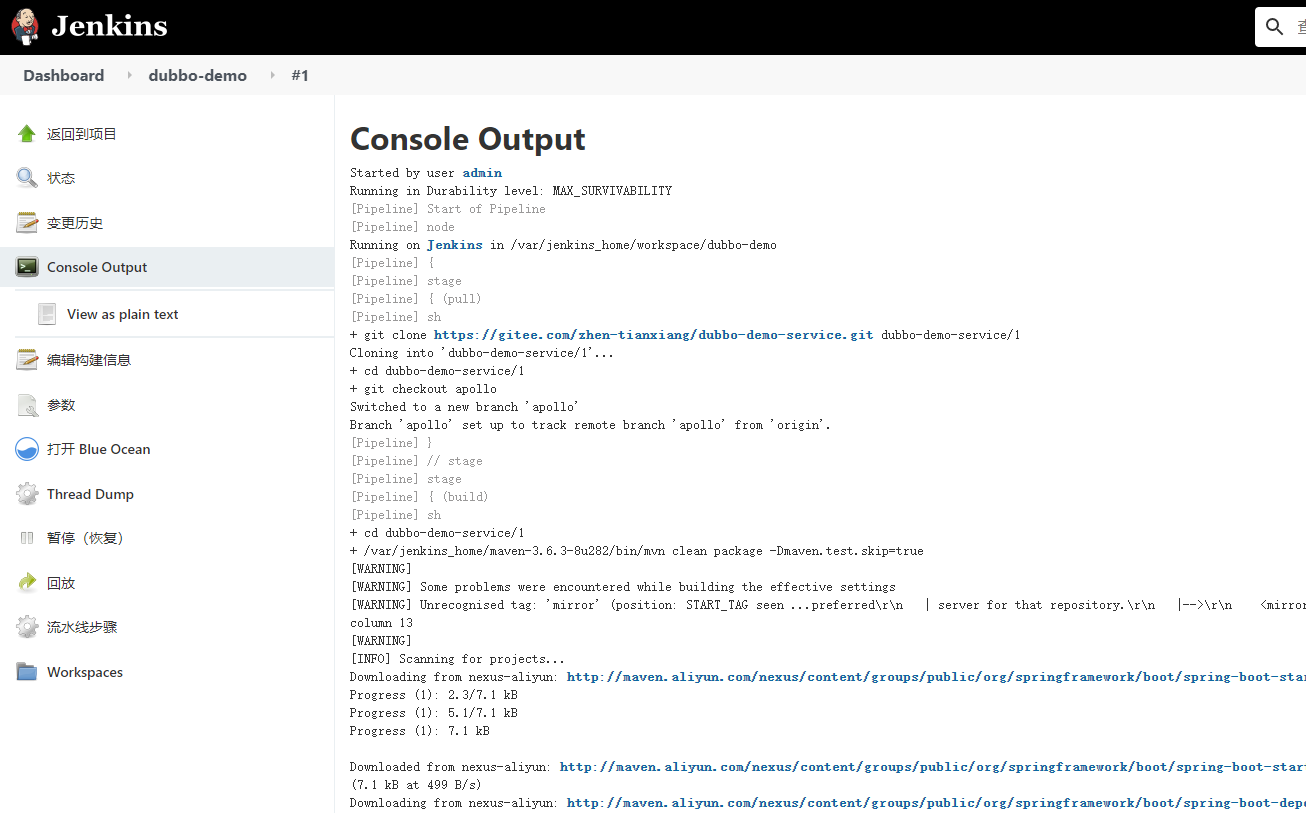 Jenkins
查
Dashboard dubbo-demo #1
返回到项目
状态
变更历史
Console Output
View as plain text
编辑构建信息
参数
打开 Blue Ocean
Thread Dump
暂停（恢复）
回放
流水线步骤
Workspaces
Console Output
Started by user admin
Running in Durability level: MAX_SURVIVABILITY
[Pipeline] Start of Pipeline
[Pipeline] node
Running on Jenkins in /var/jenkins_home/workspace/dubbo-demo
[Pipeline] {
[Pipeline] stage
[Pipeline] { (pull)
[Pipeline] sh
+ git clone https://gitee.com/zhen-tianxiang/dubbo-demo-service.git dubbo-demo-service/1
Cloning into 'dubbo-demo-service/1'...
+ cd dubbo-demo-service/1
+ git checkout apollo
Switched to a new branch 'apollo'
Branch 'apollo' set up to track remote branch 'apollo' from 'origin'.
[Pipeline] }
[Pipeline] // stage
[Pipeline] stage
[Pipeline] { (build)
[Pipeline] sh
+ cd dubbo-demo-service/1
+ /var/jenkins_home/maven-3.6.3-8u282/bin/mvn clean package -Dmaven.test.skip=true
[WARNING]
[WARNING] Some problems were encountered while building the effective settings
[WARNING] Unrecognised tag: 'mirror' (position: START_TAG seen ...preferred\r\n | server for that repository.\r\n |-->\r\n <mirror
column 13
[WARNING]
[INFO] Scanning for projects...
Downloading from nexus-aliyun: http://maven.aliyun.com/nexus/content/groups/public/org/springframework/boot/spring-boot-star
Progress (1): 2.3/7.1 kB
Progress (1): 5.1/7.1 kB
Progress (1): 7.1 kB
Downloaded from nexus-aliyun: http://maven.aliyun.com/nexus/content/groups/public/org/springframework/boot/spring-boot-start
(7.1 kB at 499 B/s)
Downloading from nexus-aliyun: http://maven.aliyun.com/nexus/content/groups/public/org/springframework/boot/spring-boot-depe